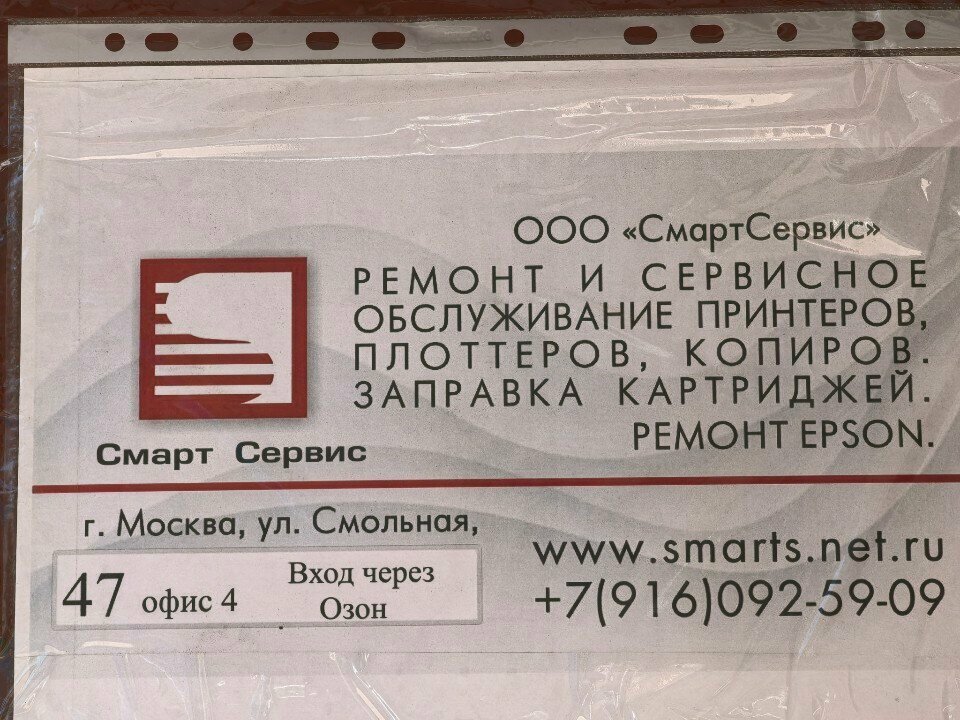 ООО «СмартСервис»
РЕМОНТ И СЕРВИСНОЕ
ОБСЛУЖИВАНИЕ ПРИНТЕРОВ,
ПЛОТТЕРОВ, КОПИРОВ.
ЗАПРАВКА КАРТРИДЖЕЙ.
РЕМОНТ EPSON.
Смарт Сервис
г. Москва, ул. Смольная,
47 офис 4
Вход через
Озон
www.smarts.net.ru
+7(916)092-59-09